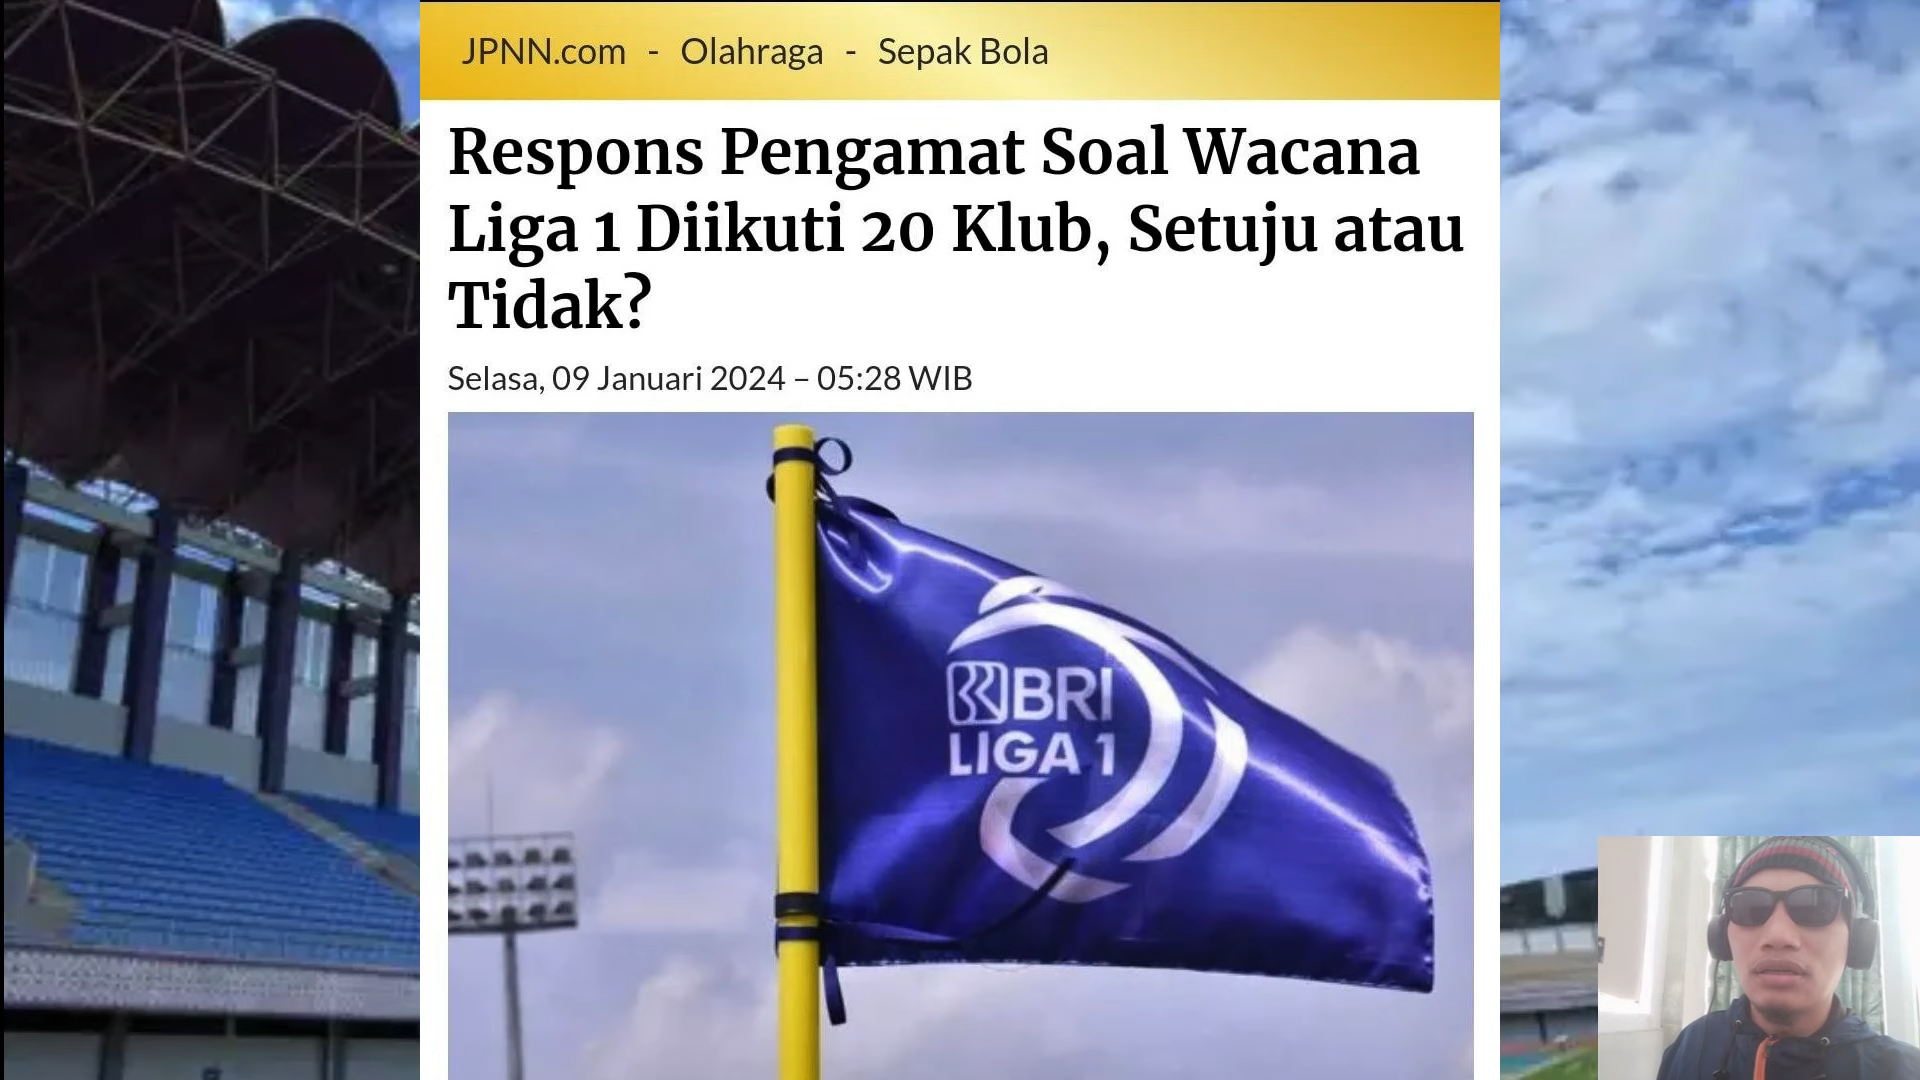 JPNN.com - Olahraga - Sepak Bola
Respons Pengamat Soal Wacana
Liga 1 Diikuti 20 Klub, Setuju atau
Tidak?
Selasa, 09 Januari 2024 – 05:28 WIB
BRI
LIGA 1